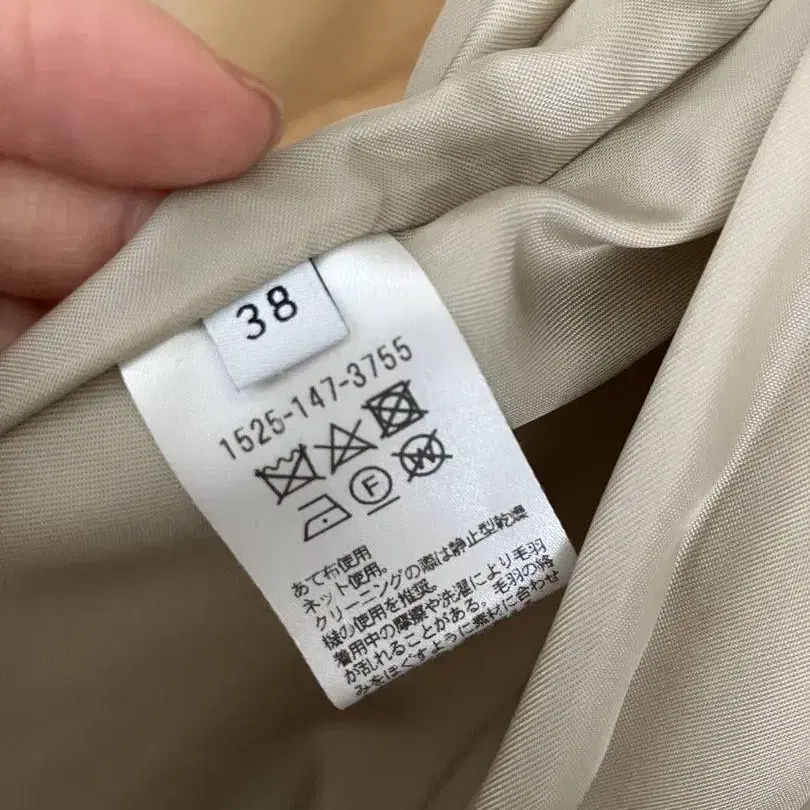 38
1525-147-3755
F
W
あて布使用
ネット使用。
クリーニングの際は静止型乾燥
機の使用を推奨。
着用中の摩擦や洗濯により毛羽
が乱れることがある。毛羽の絡
みをほぐすように素材に合わせ